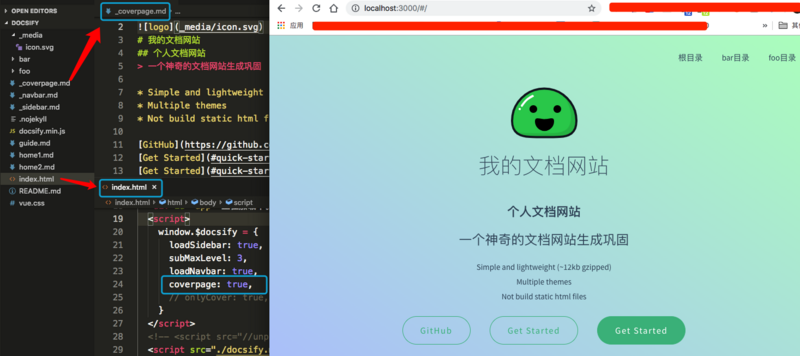 OPEN EDITORS
DOCSIFY
_media
icon.svg
bar
foo
_coverpage.md
_navbar.md
_sidebar.md
.nojekyll
docsify.min.js
guide.md
home1.md
home2.md
index.html
README.md
vue.css
_coverpage.md
2 ![logo](_media/icon.svg)
3 # 我的文档网站
4 ## 个人文档网站
5 > 一个神奇的文档网站生成巩固
6
7 * Simple and lightweight
8 * Multiple themes
9 * Not build static html f
10
11 [GitHub](https://github.co
12 [Get Started](#quick-star
13 [Get Started](#quick-star
index.html ×
index.html > html > body > script
19 <script>
20 window.$docsify = {
21 loadSidebar: true,
22 subMaxLevel: 3,
23 loadNavbar: true,
24 coverpage: true,
25 // onlyCover: true,
26 }
27 </script>
28 <!-- <script src="//unp
29 <script src="./docsify.
localhost:3000/#/
应用
»
根目录
bar目录
foo目录
我的文档网站
个人文档网站
一个神奇的文档网站生成巩固
Simple and lightweight (~12kb gzipped)
Multiple themes
Not build static html files
GitHub
Get Started
Get Started